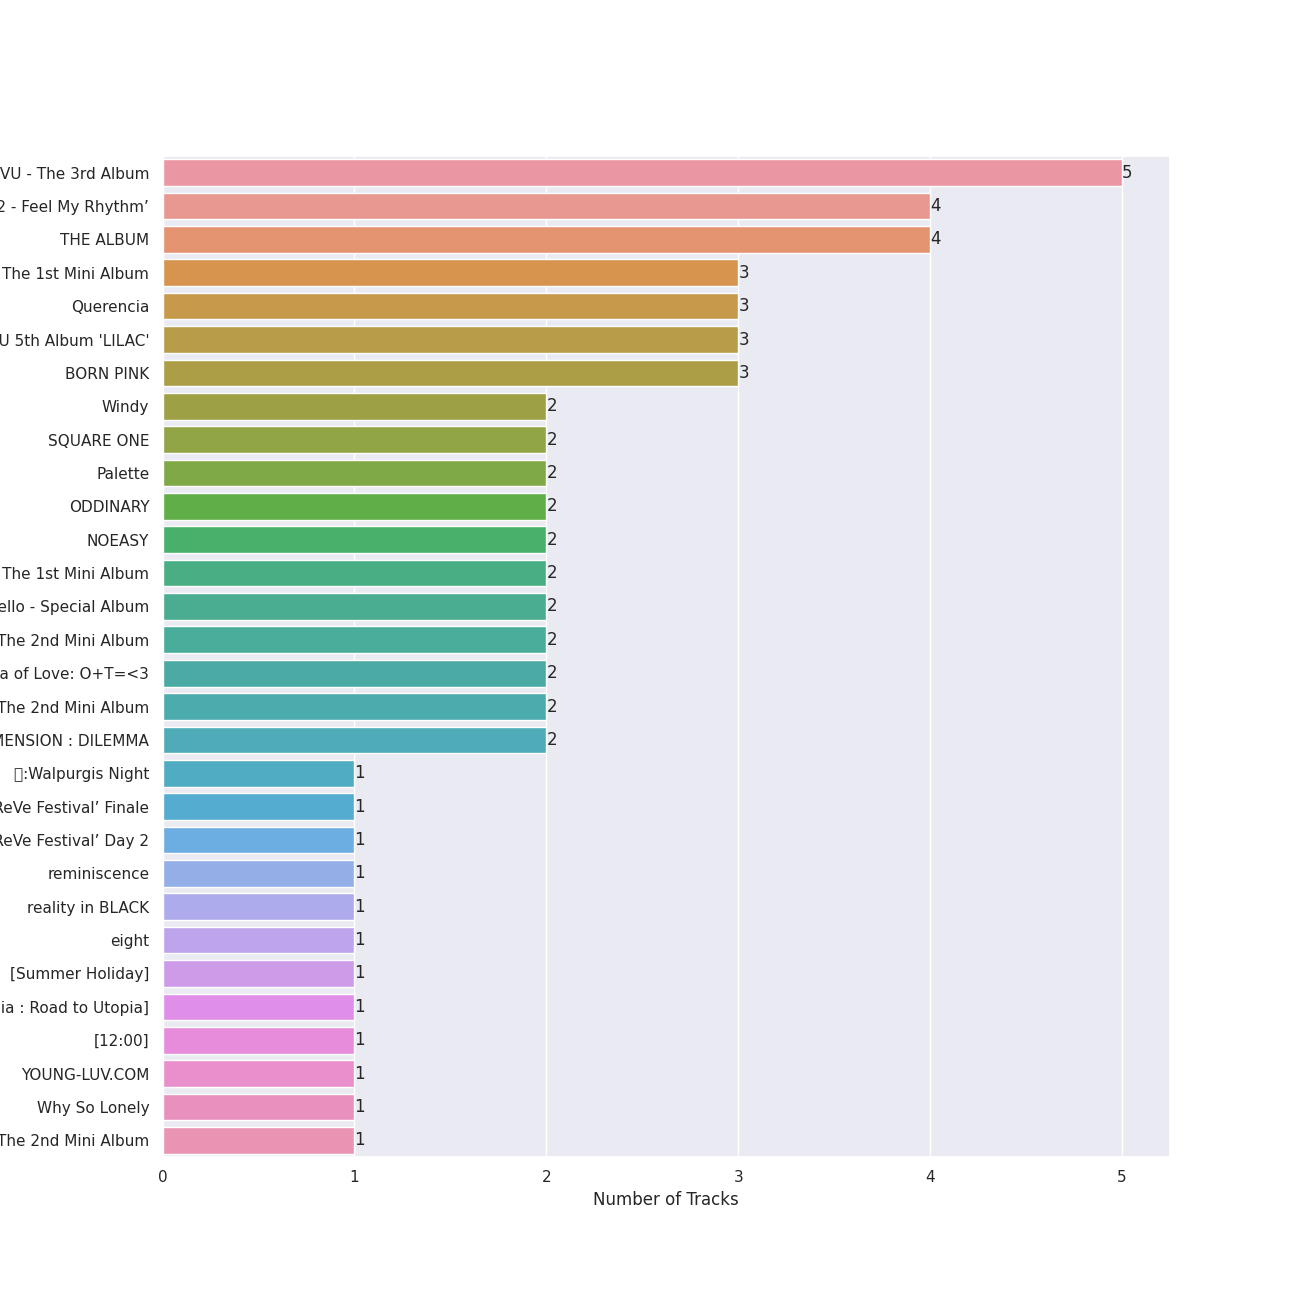 VU - The 3rd Album 5
2 - Feel My Rhythm’ 4
THE ALBUM 4
The 1st Mini Album 3
Querencia 3
U 5th Album 'LILAC' 3
BORN PINK 3
Windy 2
SQUARE ONE 2
Palette 2
ODDINARY 2
NOEASY 2
The 1st Mini Album 2
ello - Special Album 2
The 2nd Mini Album 2
a of Love: O+T=<3 2
The 2nd Mini Album 2
MENSION : DILEMMA 2
:Walpurgis Night 1
ReVe Festival’ Finale 1
ReVe Festival’ Day 2 1
reminiscence 1
reality in BLACK 1
eight 1
[Summer Holiday] 1
ia : Road to Utopia] 1
[12:00] 1
YOUNG-LUV.COM 1
Why So Lonely 1
The 2nd Mini Album 1
0 1 2 3 4 5
Number of Tracks